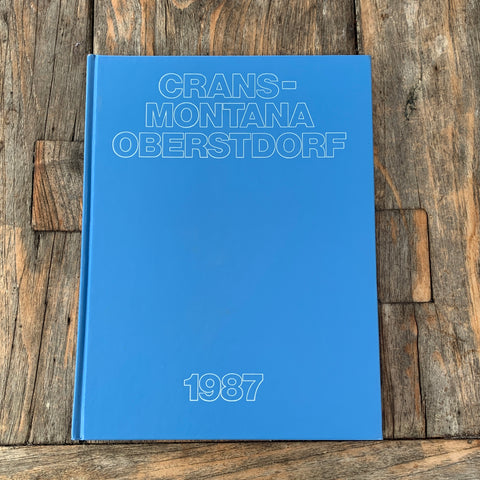 CRANS-
MONTANA
OBERSTDORF
1987